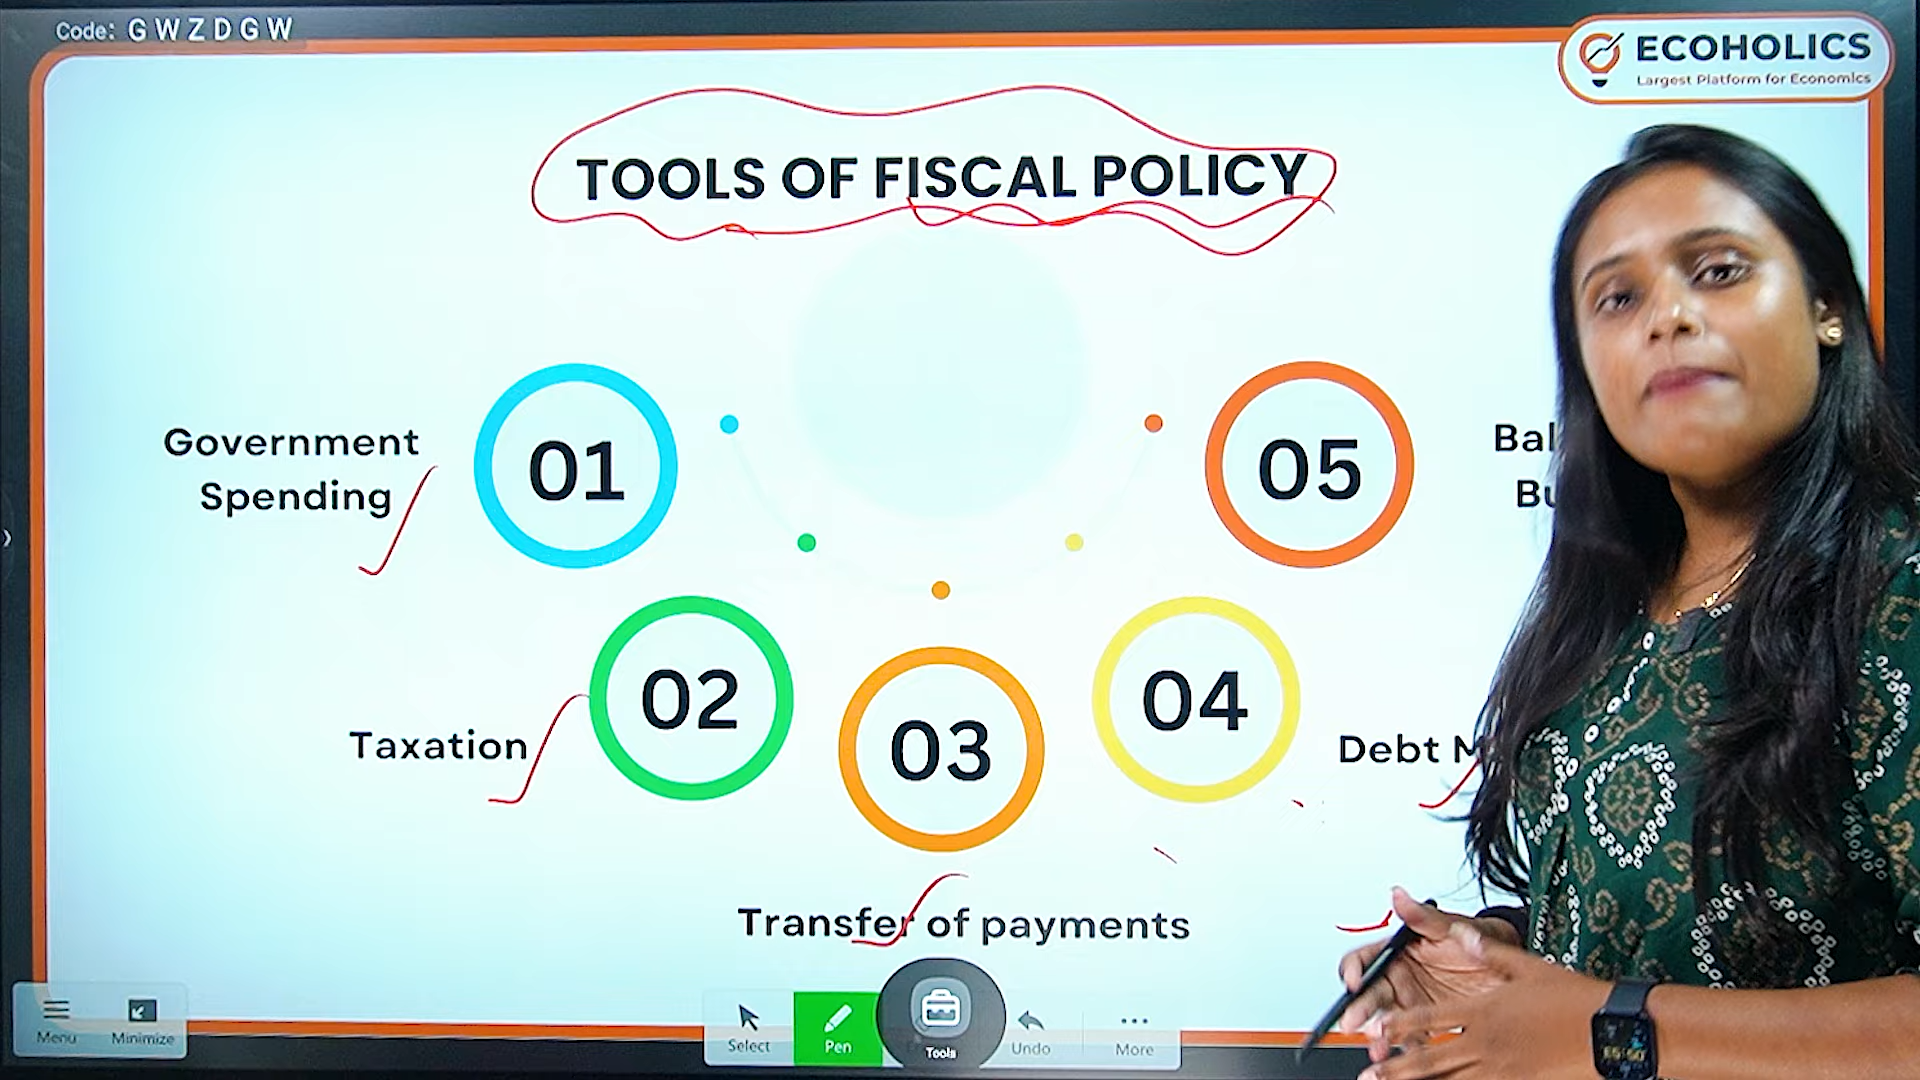 Code: GWZDGW
ECOHOLICS
Largest Platform for Economics
TOOLS OF FISCAL POLICY
Government
Spending
01
02
Taxation
03
Transfer of payments
04
Debt
05
Menu
Minimize
Select
Pen
Tools
Undo
More